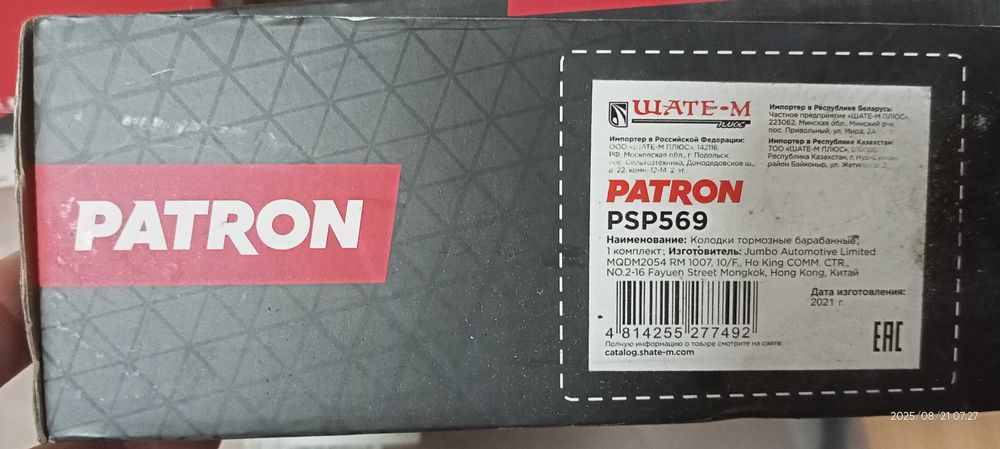 PATRON
ШАТЕ-М
плюс
Импортер в Российской Федерации:
ООО «ШАТЕ-М ПЛЮС», 142116
РФ, Московская обл., г. Подольск,
пос. Сельхозтехника, Домодедовское ш.,
д. 22, комн. 12-14, 2 эт.
Импортер в Республике Беларусь:
Частное предприятие «ШАТЕ-М ПЛЮС»
223062, Минская обл., Минский р-н,
пос. Привольный, ул. Мира, 2А
Импортер в Республике Казахстан:
ТОО «ШАТЕ-М ПЛЮС», 010000
Республика Казахстан, г.
район Байконыр, ул.
PATRON
PSP569
Наименование: Колодки тормозные барабанные,
1 комплект; Изготовитель: Jumbo Automotive Limited
MQDM2054 RM 1007, 10/F., Ho King COMM. CTR.,
NO.2-16 Fayuen Street Mongkok, Hong Kong, Китай
4 814255 277492
Дата изготовления:
2021 г.
Полную информацию о товаре смотрите на сайте:
catalog.shate-m.com
EAC
2025/08/21 07:27